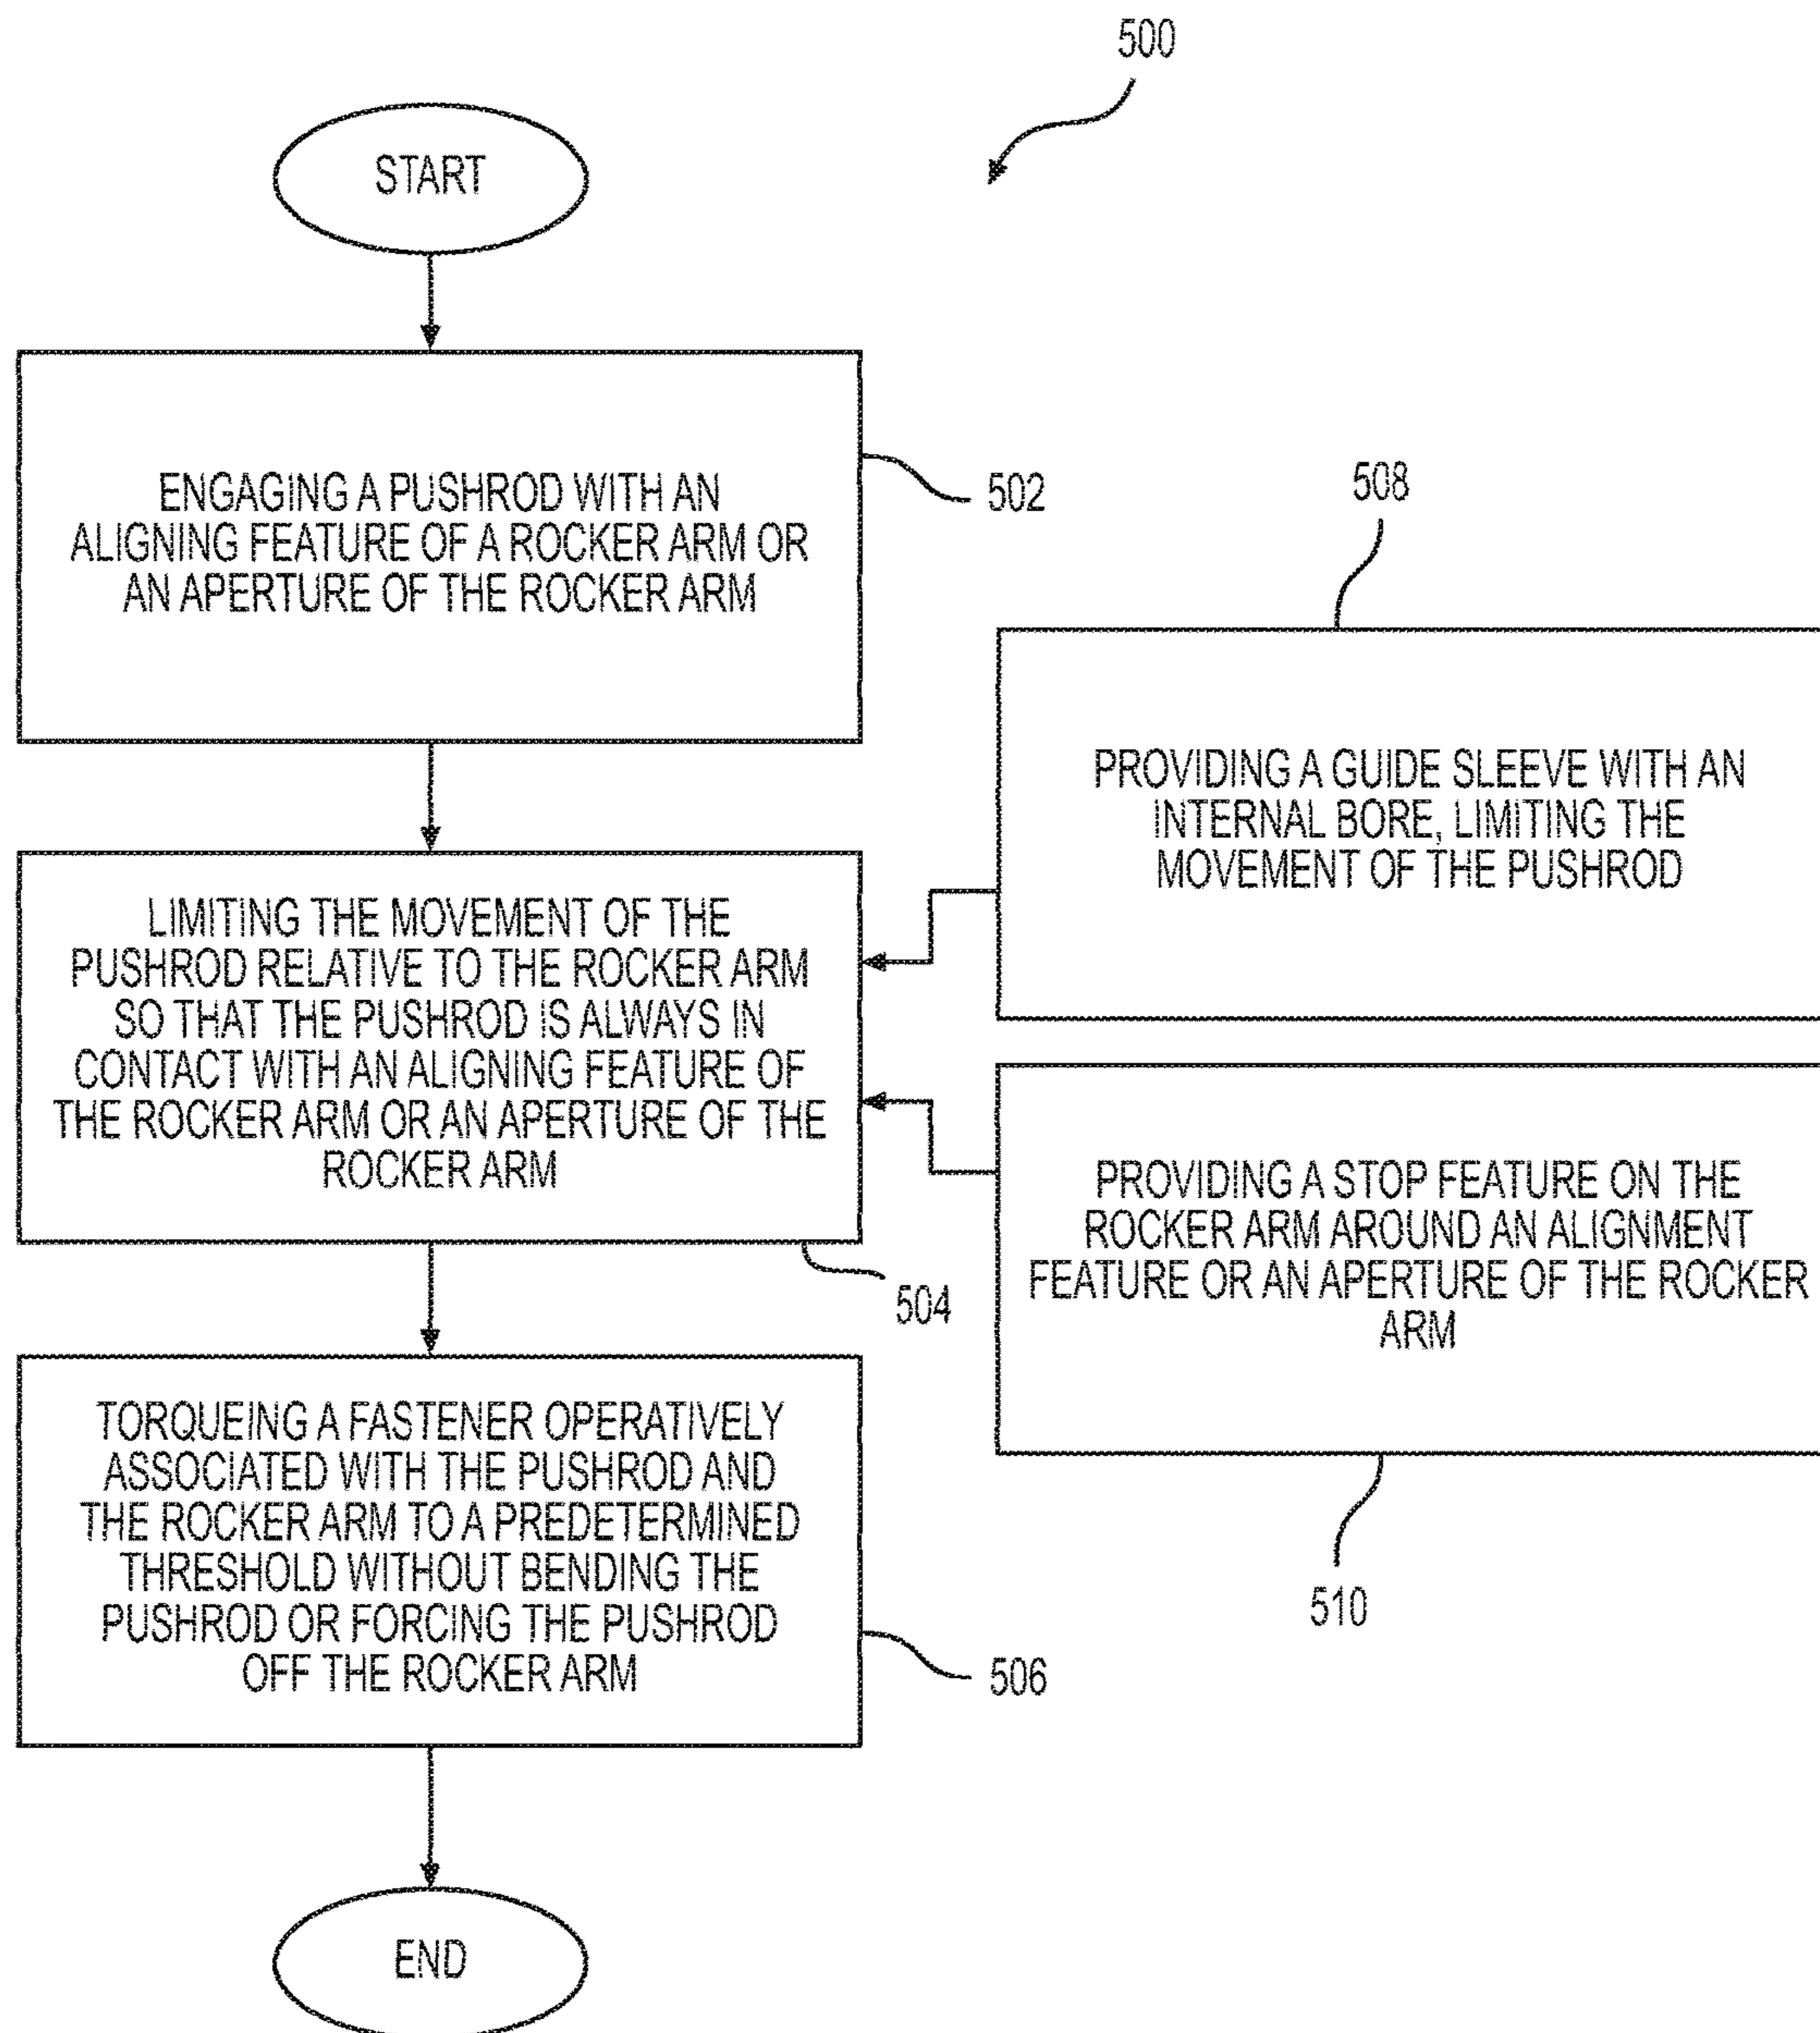 500
START
ENGAGING A PUSHROD WITH AN
ALIGNING FEATURE OF A ROCKER ARM OR
AN APERTURE OF THE ROCKER ARM
502
508
PROVIDING A GUIDE SLEEVE WITH AN
INTERNAL BORE, LIMITING THE
MOVEMENT OF THE PUSHROD
LIMITING THE MOVEMENT OF THE
PUSHROD RELATIVE TO THE ROCKER ARM
SO THAT THE PUSHROD IS ALWAYS IN
CONTACT WITH AN ALIGNING FEATURE OF
THE ROCKER ARM OR AN APERTURE OF THE
ROCKER ARM
504
PROVIDING A STOP FEATURE ON THE
ROCKER ARM AROUND AN ALIGNMENT
FEATURE OR AN APERTURE OF THE ROCKER
ARM
510
TORQUEING A FASTENER OPERATIVELY
ASSOCIATED WITH THE PUSHROD AND
THE ROCKER ARM TO A PREDETERMINED
THRESHOLD WITHOUT BENDING THE
PUSHROD OR FORCING THE PUSHROD
OFF THE ROCKER ARM
506
END